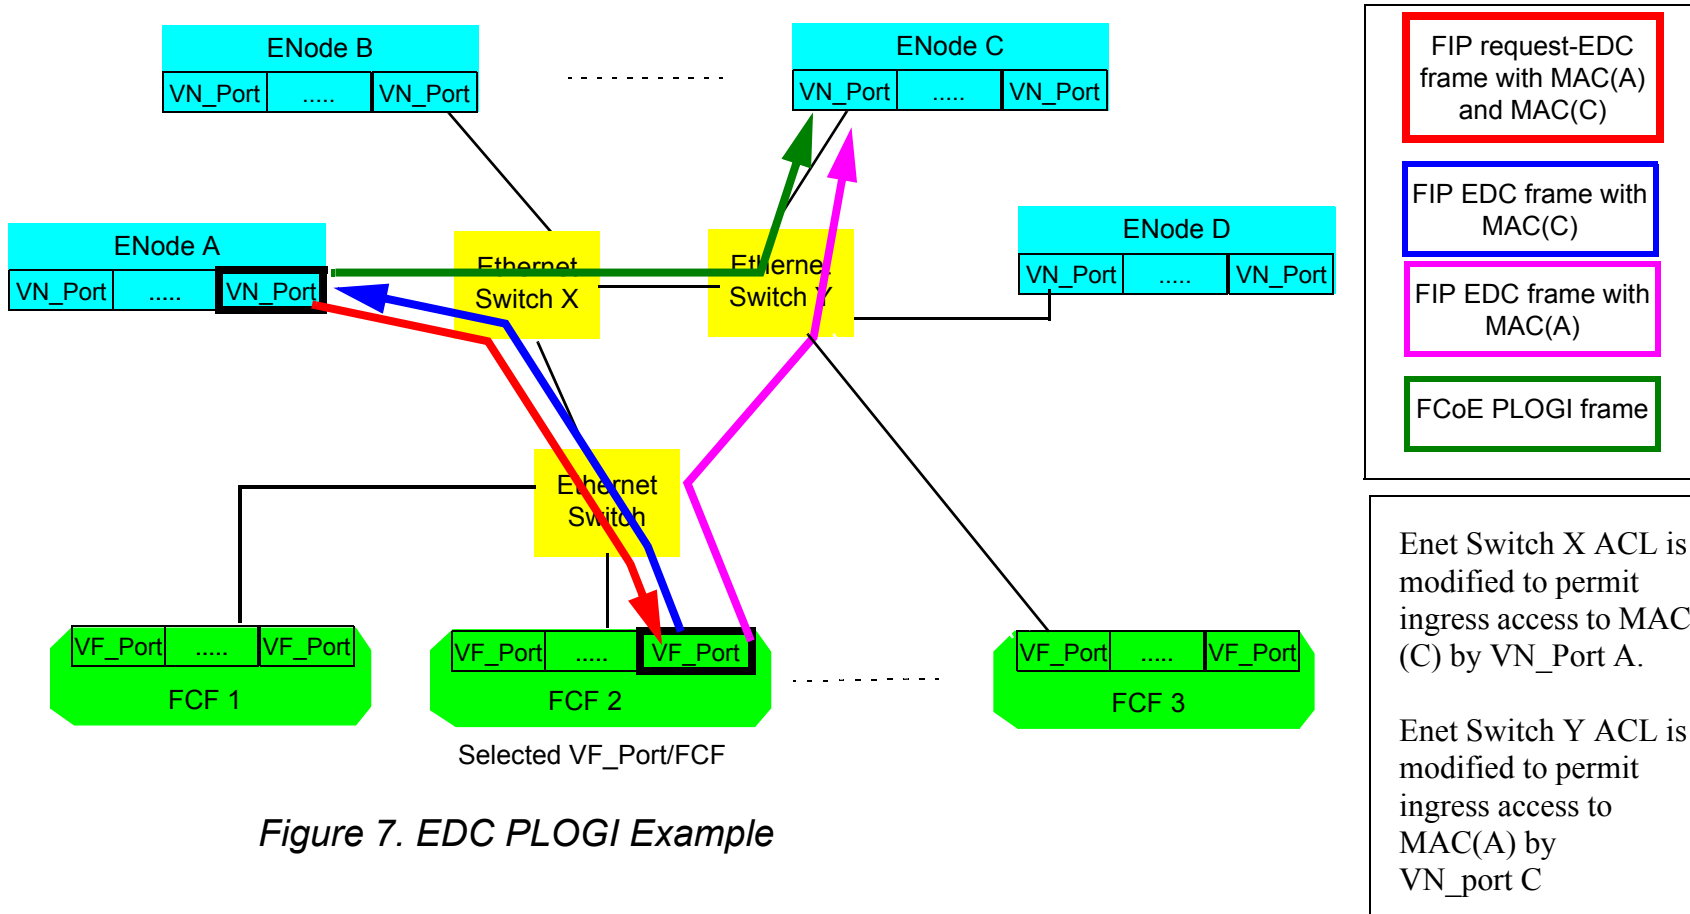 ENode B
VN_Port ..... VN_Port
ENode C
VN_Port ..... VN_Port
ENode A
VN_Port ..... VN_Port
Ethernet
Switch X
Ethernet
Switch Y
ENode D
VN_Port ..... VN_Port
Ethernet
Switch
VF_Port ..... VF_Port
FCF 1
VF_Port ..... VF_Port
FCF 2
VF_Port ..... VF_Port
FCF 3
Selected VF_Port/FCF
Figure 7. EDC PLOGI Example
FIP request-EDC
frame with MAC(A)
and MAC(C)
FIP EDC frame with
MAC(C)
FIP EDC frame with
MAC(A)
FCoE PLOGI frame
Enet Switch X ACL is
modified to permit
ingress access to MAC
(C) by VN_Port A.
Enet Switch Y ACL is
modified to permit
ingress access to
MAC(A) by
VN_port C